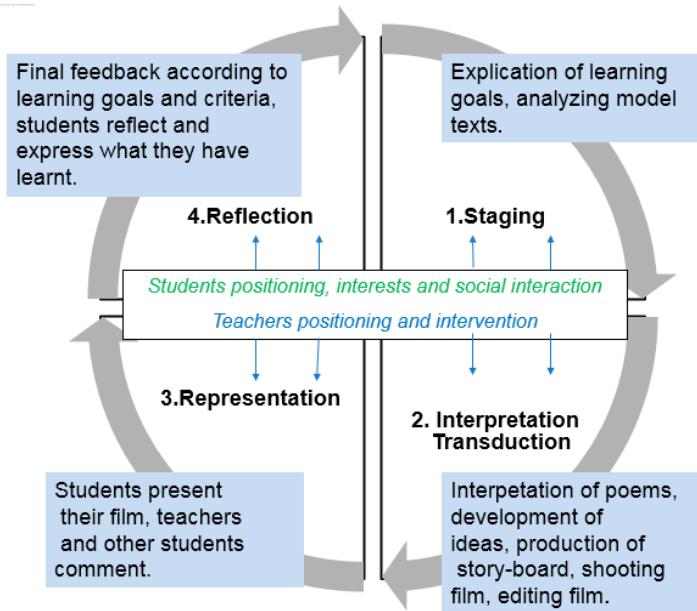 Final feedback according to
learning goals and criteria,
students reflect and
express what they have
learnt.
Explication of learning
goals, analyzing model
texts.
4.Reflection
1.Staging
Students positioning, interests and social interaction
Teachers positioning and intervention
3.Representation
2. Interpretation
Transduction
Students present
their film, teachers
and other students
comment.
Interpetation of poems,
development of
ideas, production of
story-board, shooting
film, editing film.